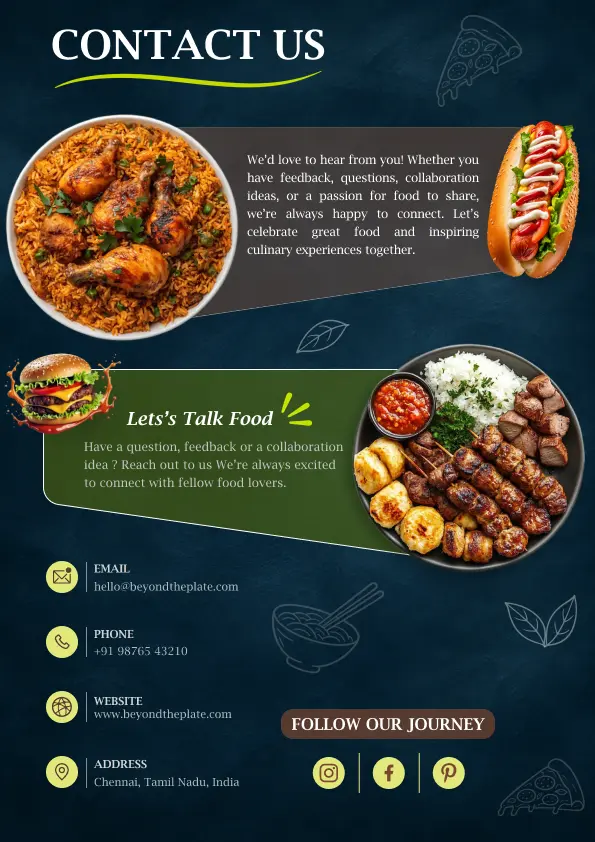 CONTACT US
We'd love to hear from you! Whether you
have feedback, questions, collaboration
ideas, or a passion for food to share,
we're always happy to connect. Let's
celebrate great food and inspiring
culinary experiences together.
Lets's Talk Food
Have a question, feedback or a collaboration
idea ? Reach out to us We're always excited
to connect with fellow food lovers.
EMAIL
hello@beyondtheplate.com
PHONE
+91 98765 43210
WEBSITE
www.beyondtheplate.com
ADDRESS
Chennai, Tamil Nadu, India
FOLLOW OUR JOURNEY